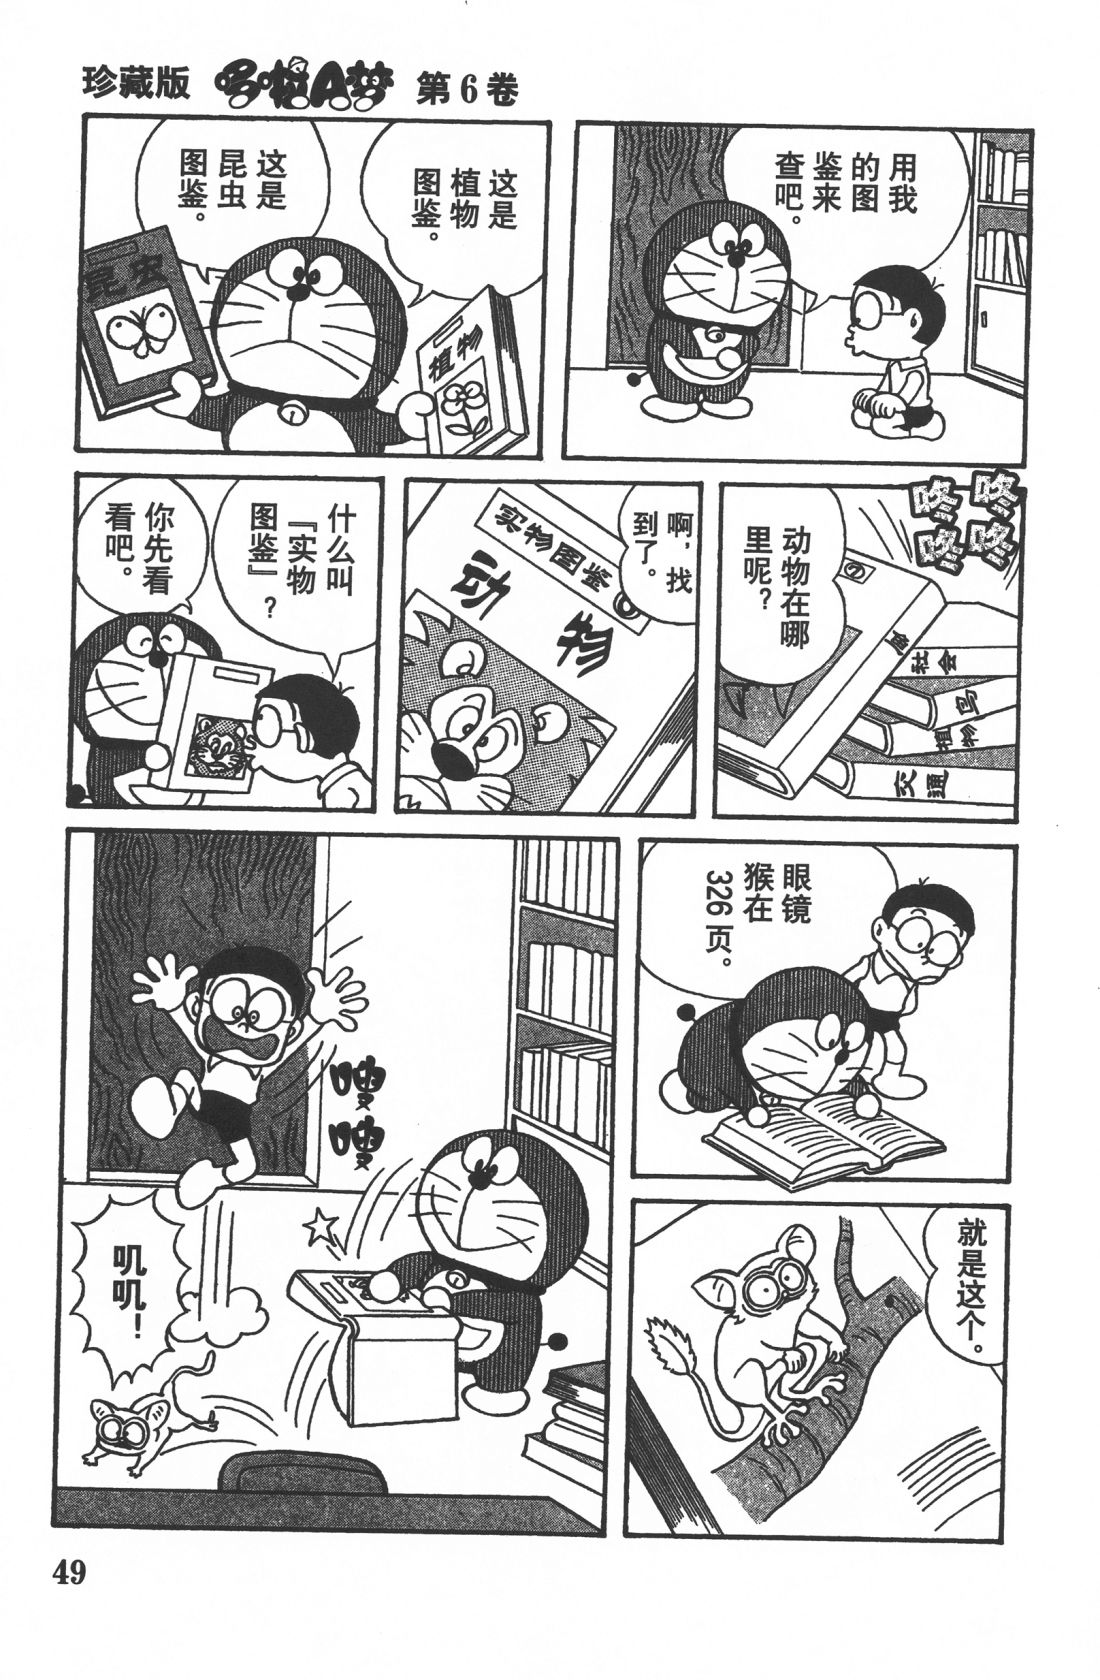 珍藏版 哆啦A梦 第6卷
用我
的图
鉴来
查吧。
这是
植物
图鉴。
这是
昆虫
图鉴。
植物
昆虫
咚咚
咚咚
动物在哪
里呢？
社会
鸟
植物
交通
啊，找
到了。
实物图鉴
动物
什么叫
『实物
图鉴』？
你先看
看吧。
眼镜
猴在
326页。
就是这个。
嗖
嗖
叽叽！
49